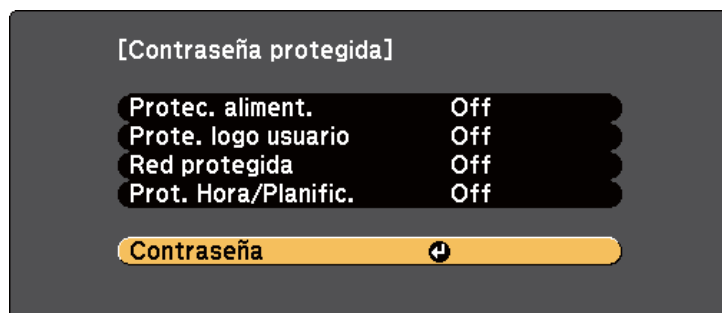 [Contraseña protegida]
Protec. aliment. Off
Prote. logo usuario Off
Red protegida Off
Prot. Hora/Planific. Off
Contraseña